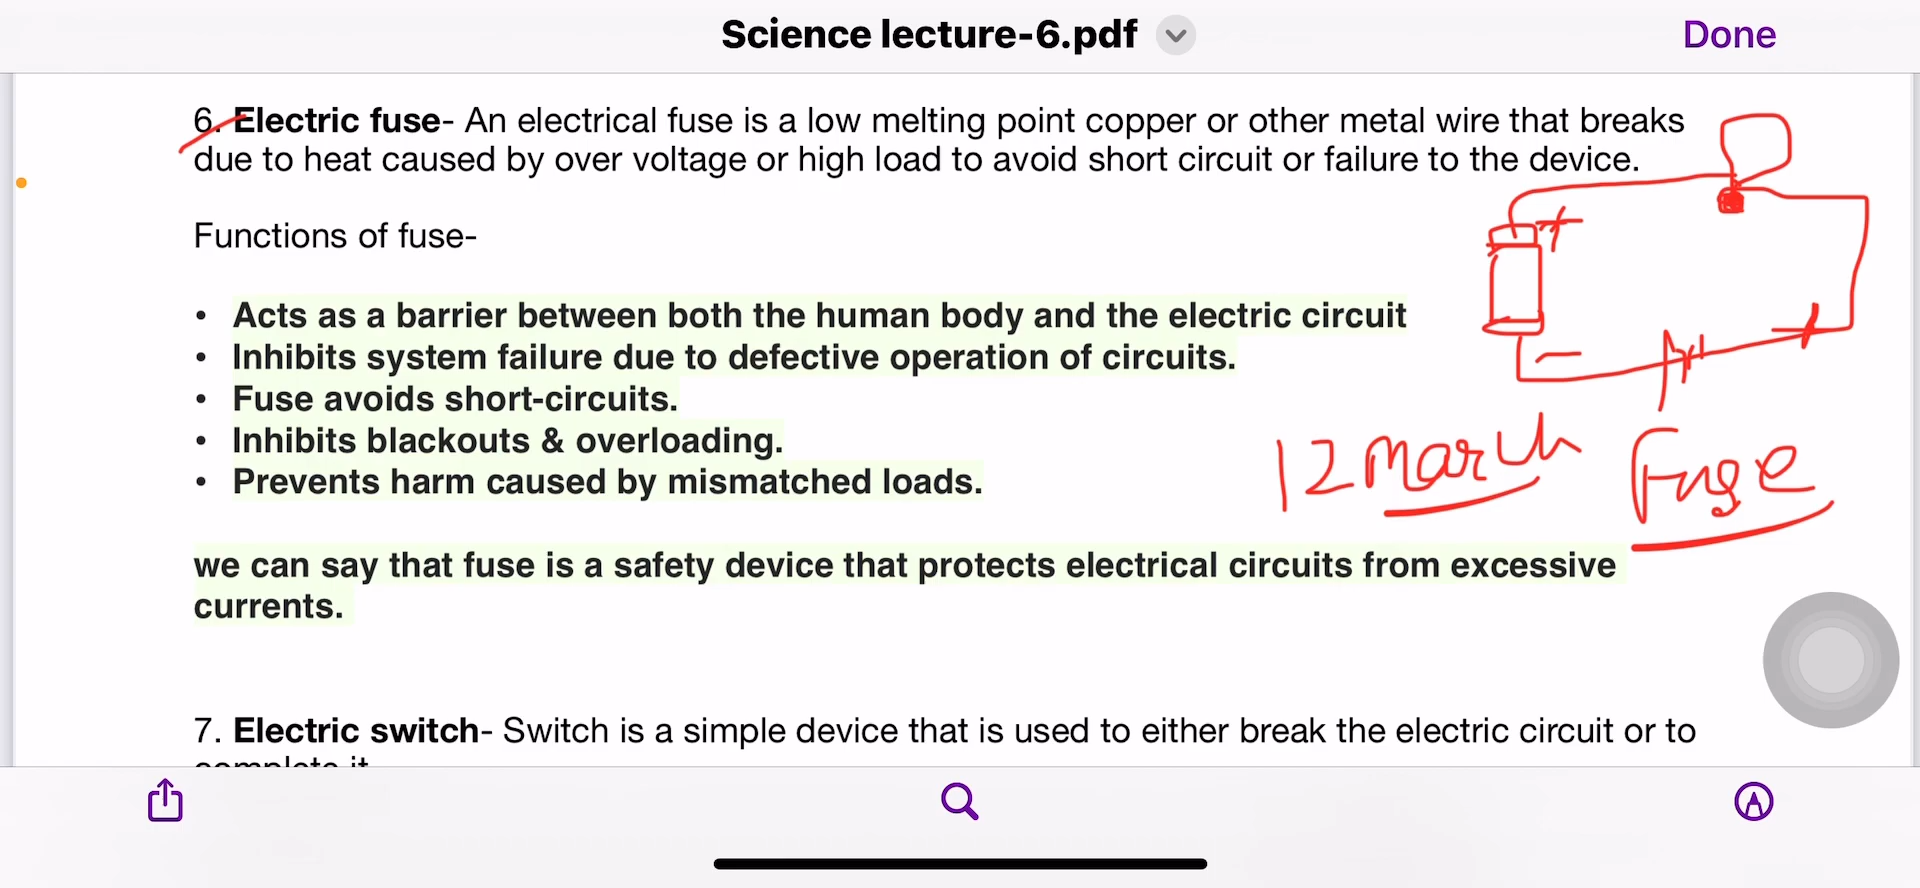 Science lecture-6.pdf
Done
6. Electric fuse- An electrical fuse is a low melting point copper or other metal wire that breaks
due to heat caused by over voltage or high load to avoid short circuit or failure to the device.
Functions of fuse-
• Acts as a barrier between both the human body and the electric circuit
• Inhibits system failure due to defective operation of circuits.
• Fuse avoids short-circuits.
• Inhibits blackouts & overloading.
• Prevents harm caused by mismatched loads.
+
−
12 March
Fuse
we can say that fuse is a safety device that protects electrical circuits from excessive
currents.
7. Electric switch- Switch is a simple device that is used to either break the electric circuit or to
complete it